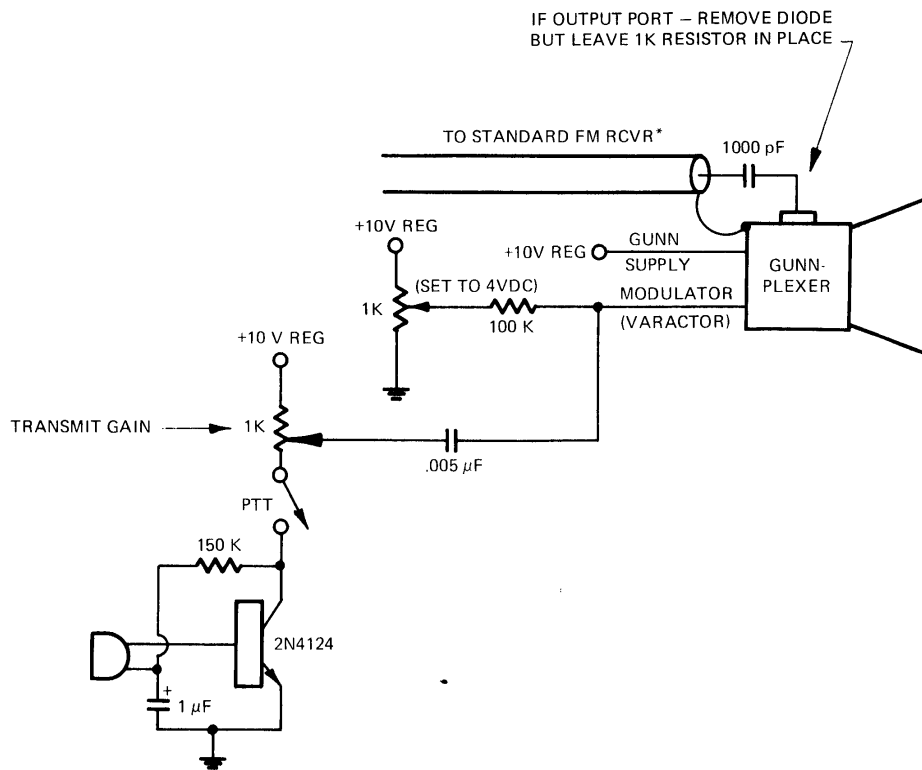 IF OUTPUT PORT – REMOVE DIODE
BUT LEAVE 1K RESISTOR IN PLACE
TO STANDARD FM RCVR*
1000 pF
+10V REG
+10V REG
GUNN
SUPPLY
GUNN-
PLEXER
(SET TO 4VDC)
1K
100 K
MODULATOR
(VARACTOR)
+10 V REG
TRANSMIT GAIN
1K
.005 µF
PTT
150 K
2N4124
+
1 µF